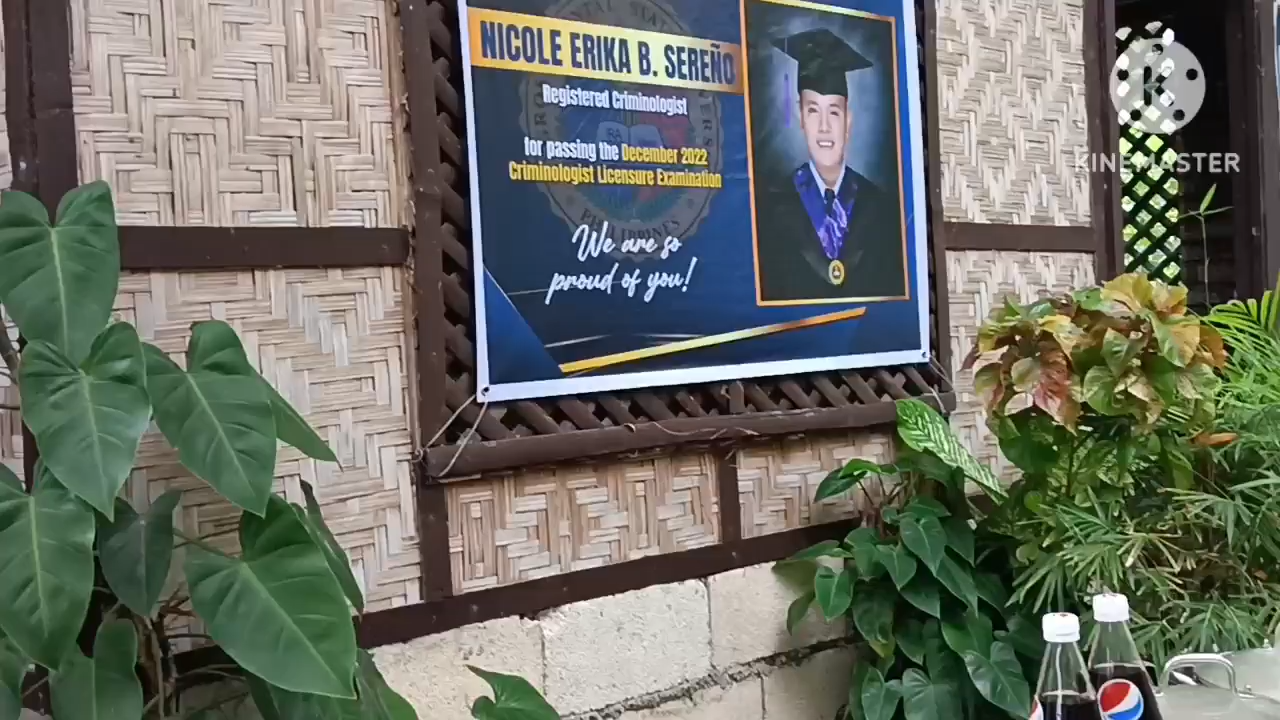 NICOLE ERIKA B. SEREÑO
Registered Criminologist
for passing the December 2022
Criminologist Licensure Examination
We are so
proud of you!
PHILIPPINES
K
KINEMASTER